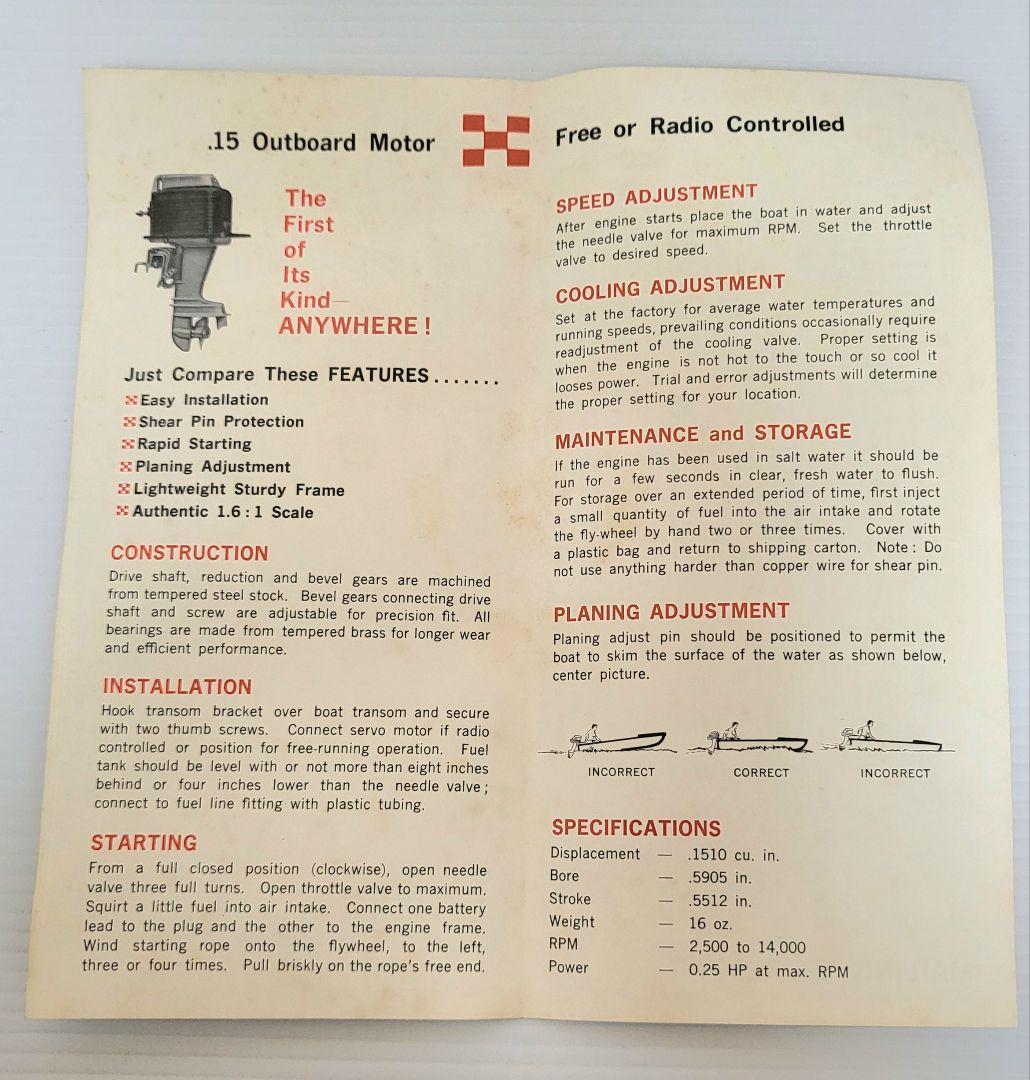 .15 Outboard Motor
Free or Radio Controlled
The
First
of
Its
Kind—
ANYWHERE !
Just Compare These FEATURES.......
Easy Installation
Shear Pin Protection
Rapid Starting
Planing Adjustment
Lightweight Sturdy Frame
Authentic 1.6 : 1 Scale
CONSTRUCTION
Drive shaft, reduction and bevel gears are machined
from tempered steel stock. Bevel gears connecting drive
shaft and screw are adjustable for precision fit. All
bearings are made from tempered brass for longer wear
and efficient performance.
INSTALLATION
Hook transom bracket over boat transom and secure
with two thumb screws. Connect servo motor if radio
controlled or position for free-running operation. Fuel
tank should be level with or not more than eight inches
behind or four inches lower than the needle valve ;
connect to fuel line fitting with plastic tubing.
STARTING
From a full closed position (clockwise), open needle
valve three full turns. Open throttle valve to maximum.
Squirt a little fuel into air intake. Connect one battery
lead to the plug and the other to the engine frame.
Wind starting rope onto the flywheel, to the left,
three or four times. Pull briskly on the rope's free end.
SPEED ADJUSTMENT
After engine starts place the boat in water and adjust
the needle valve for maximum RPM. Set the throttle
valve to desired speed.
COOLING ADJUSTMENT
Set at the factory for average water temperatures and
running speeds, prevailing conditions occasionally require
readjustment of the cooling valve. Proper setting is
when the engine is not hot to the touch or so cool it
looses power. Trial and error adjustments will determine
the proper setting for your location.
MAINTENANCE and STORAGE
If the engine has been used in salt water it should be
run for a few seconds in clear, fresh water to flush.
For storage over an extended period of time, first inject
a small quantity of fuel into the air intake and rotate
the fly-wheel by hand two or three times. Cover with
a plastic bag and return to shipping carton. Note : Do
not use anything harder than copper wire for shear pin.
PLANING ADJUSTMENT
Planing adjust pin should be positioned to permit the
boat to skim the surface of the water as shown below,
center picture.
INCORRECT CORRECT INCORRECT
SPECIFICATIONS
Displacement — .1510 cu. in.
Bore — .5905 in.
Stroke — .5512 in.
Weight — 16 oz.
RPM — 2,500 to 14,000
Power — 0.25 HP at max. RPM